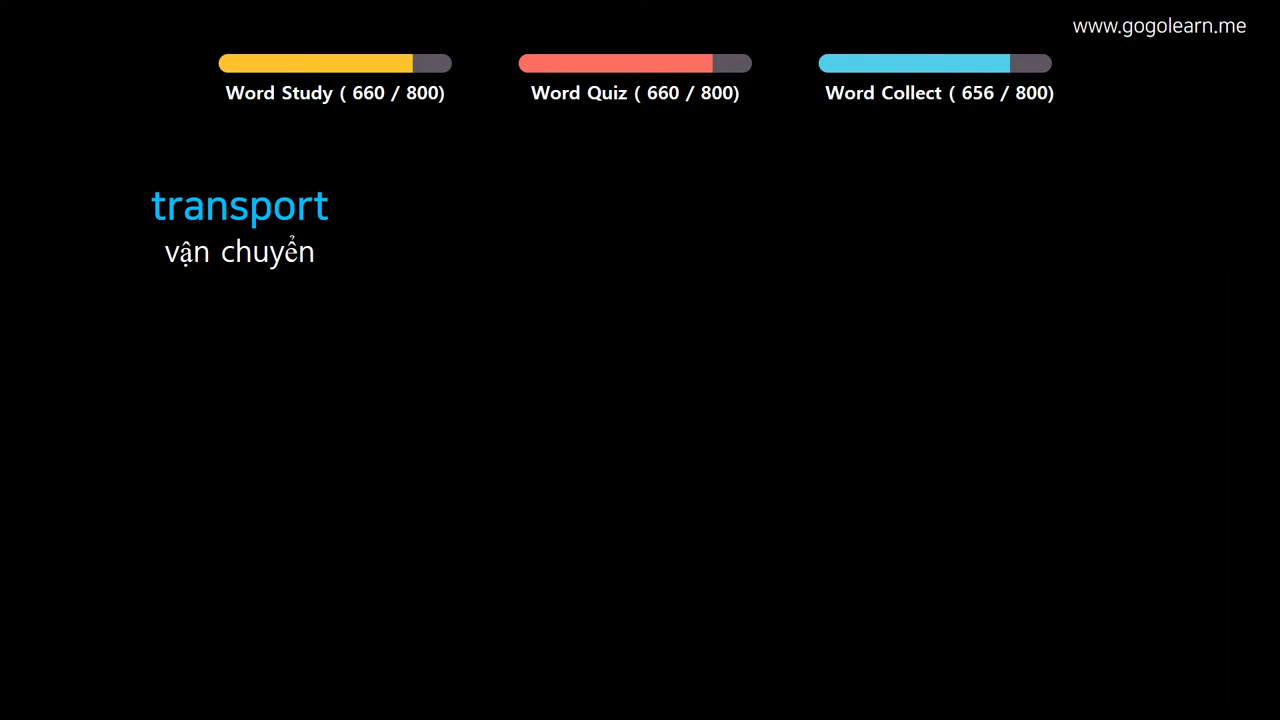 www.gogolearn.me
Word Study ( 660 / 800)
Word Quiz ( 660 / 800)
Word Collect ( 656 / 800)
transport
vận chuyển